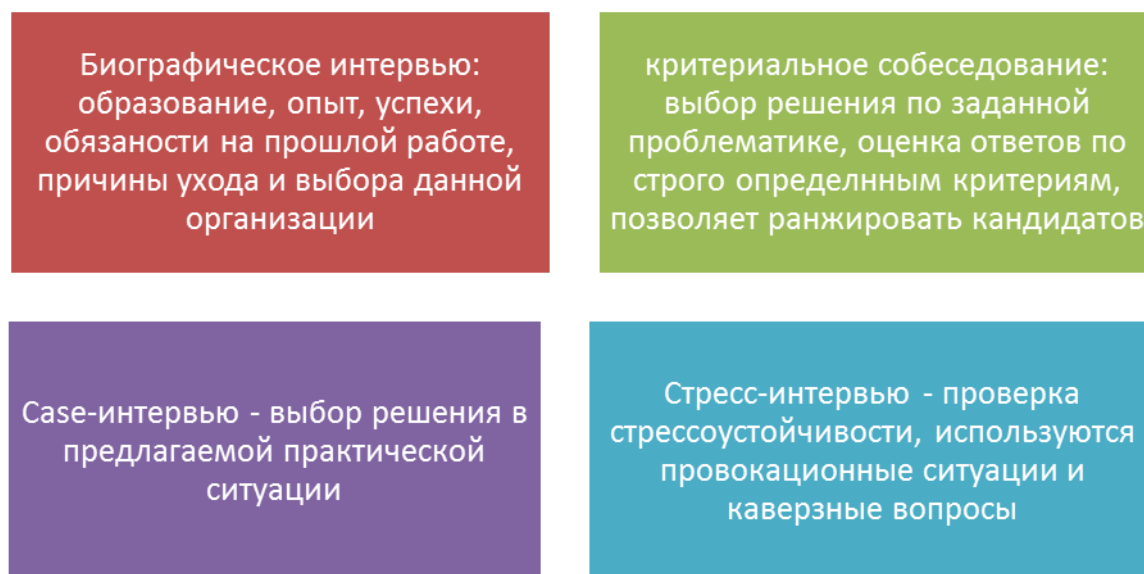 Биографическое интервью:
образование, опыт, успехи,
обязаности на прошлой работе,
причины ухода и выбора данной
организации
критериальное собеседование:
выбор решения по заданной
проблематике, оценка ответов по
строго определнным критериям,
позволяет ранжировать кандидатов
Case-интервью - выбор решения в
предлагаемой практической
ситуации
Стресс-интервью - проверка
стрессоустойчивости, используются
провокационные ситуации и
каверзные вопросы